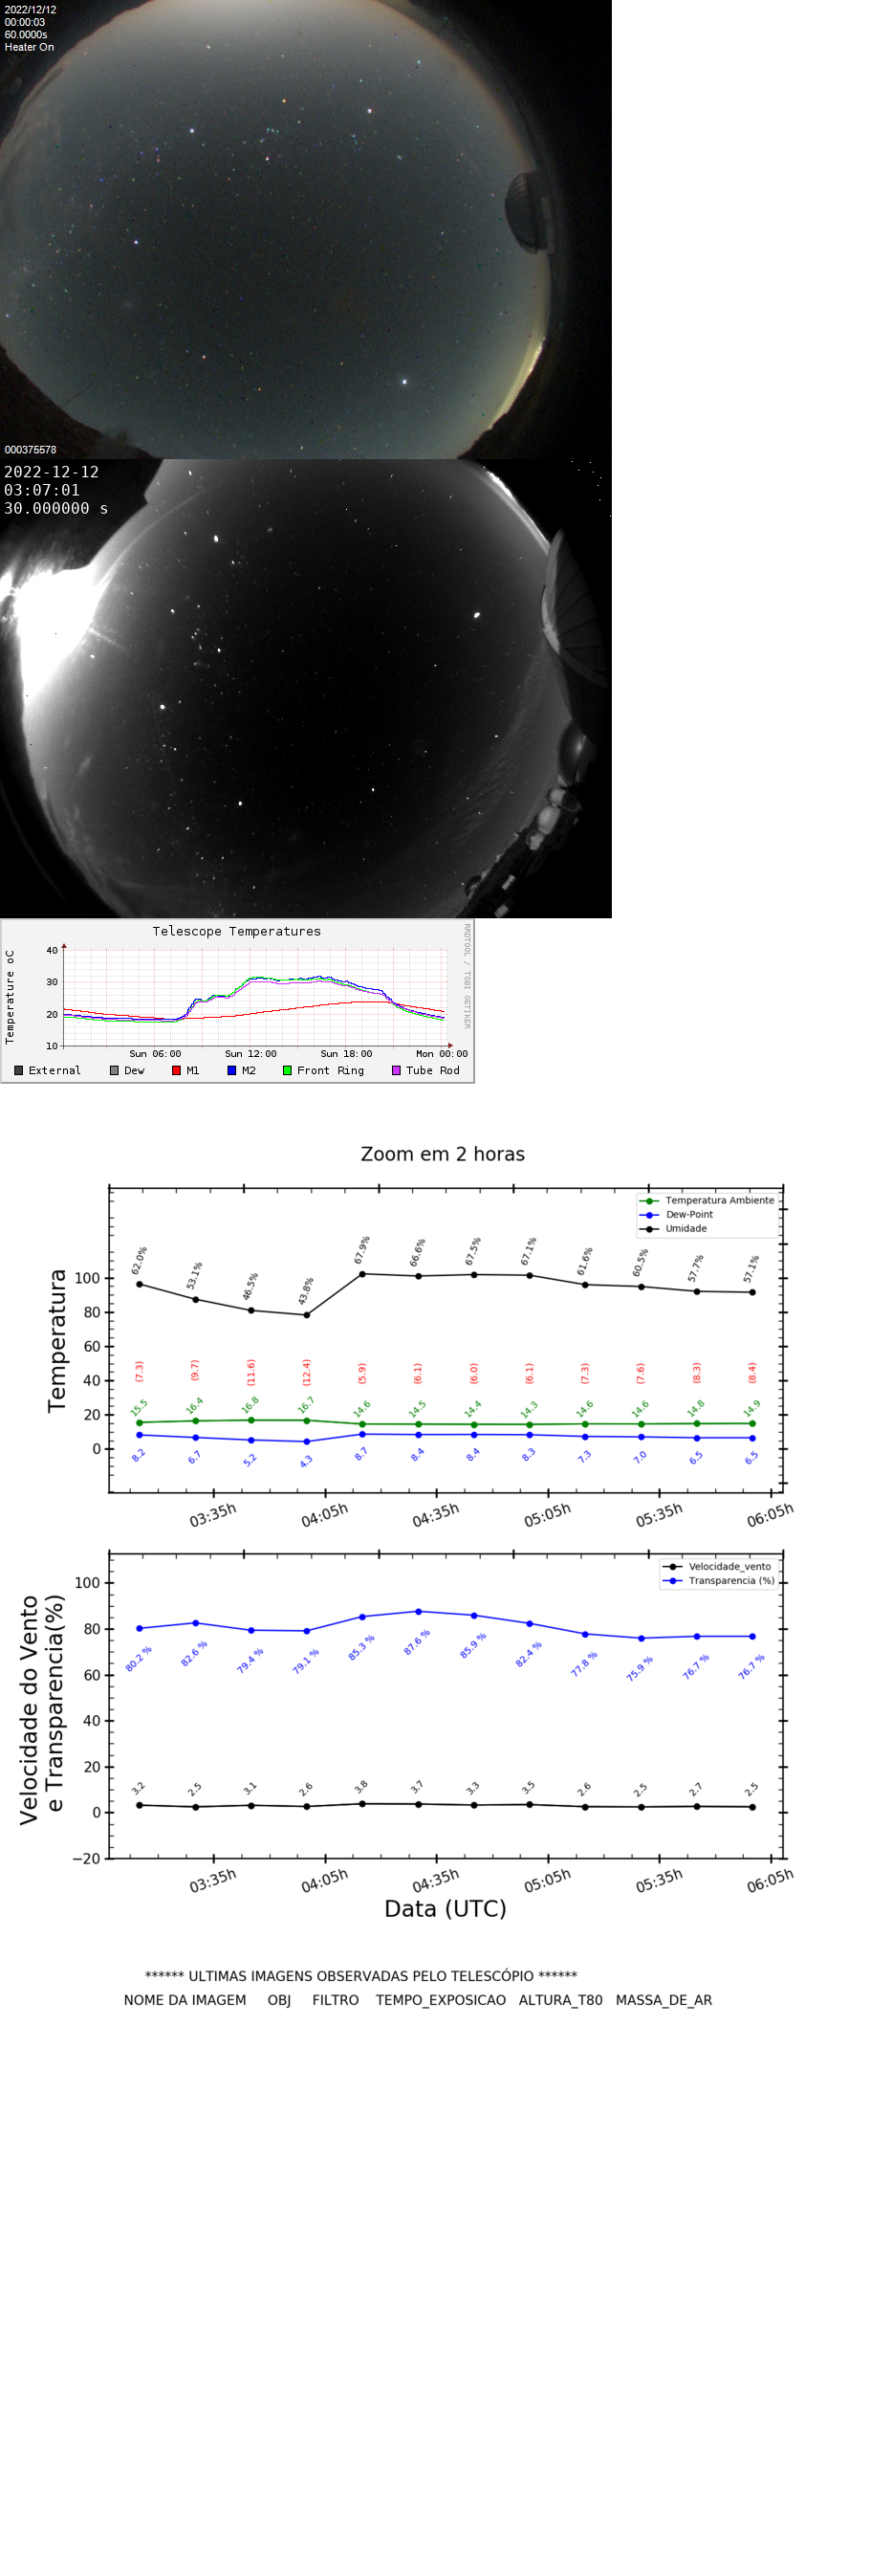 2022/12/12
00:00:03
60.0000s
Heater On
000375578
2022-12-12
03:07:01
30.000000 s
Telescope Temperatures
Temperature oC
40
30
20
10
Sun 06:00 Sun 12:00 Sun 18:00 Mon 00:00
External Dew M1 M2 Front Ring Tube Rod
RRDTOOL / TOBI OETIKER
Zoom em 2 horas
Temperatura
Temperatura Ambiente
Dew-Point
Umidade
100
80
60
40
20
0
62.0% 53.1% 46.5% 43.8% 67.9% 66.6% 67.5% 67.1% 61.6% 60.5% 57.7% 57.1%
(7.3) (9.7) (11.6) (12.4) (5.9) (6.1) (6.0) (6.1) (7.3) (7.6) (8.3) (8.4)
15.5 16.4 16.8 16.7 14.6 14.5 14.4 14.3 14.6 14.6 14.8 14.9
8.2 6.7 5.2 4.3 8.7 8.4 8.4 8.3 7.3 7.0 6.5 6.5
03:35h 04:05h 04:35h 05:05h 05:35h 06:05h
Velocidade do Vento
e Transparencia(%)
Velocidade_vento
Transparencia (%)
100
80
60
40
20
0
−20
80.2 % 82.6 % 79.4 % 79.1 % 85.3 % 87.6 % 85.9 % 82.4 % 77.8 % 75.9 % 76.7 % 76.7 %
3.2 2.5 3.1 2.6 3.8 3.7 3.3 3.5 2.6 2.5 2.7 2.5
03:35h 04:05h 04:35h 05:05h 05:35h 06:05h
Data (UTC)
****** ULTIMAS IMAGENS OBSERVADAS PELO TELESCÓPIO ******
NOME DA IMAGEM OBJ FILTRO TEMPO_EXPOSICAO ALTURA_T80 MASSA_DE_AR